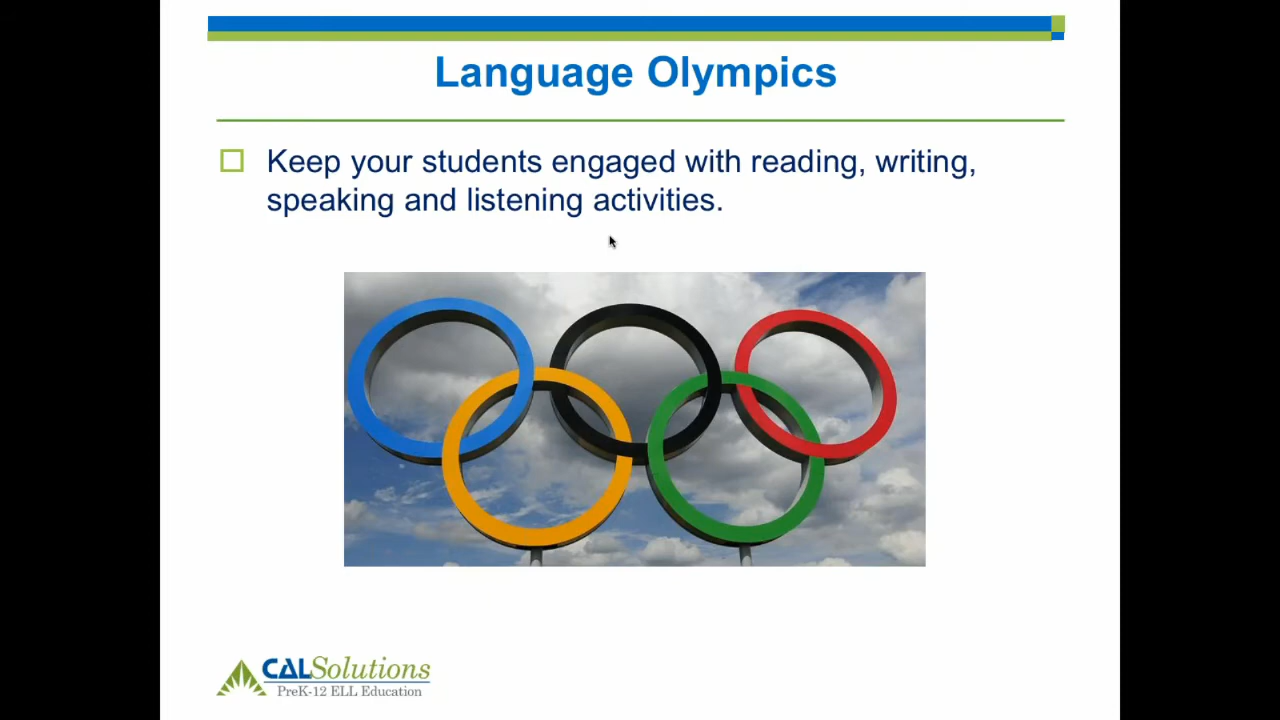 Language Olympics
Keep your students engaged with reading, writing,
speaking and listening activities.
CALSolutions
PreK-12 ELL Education